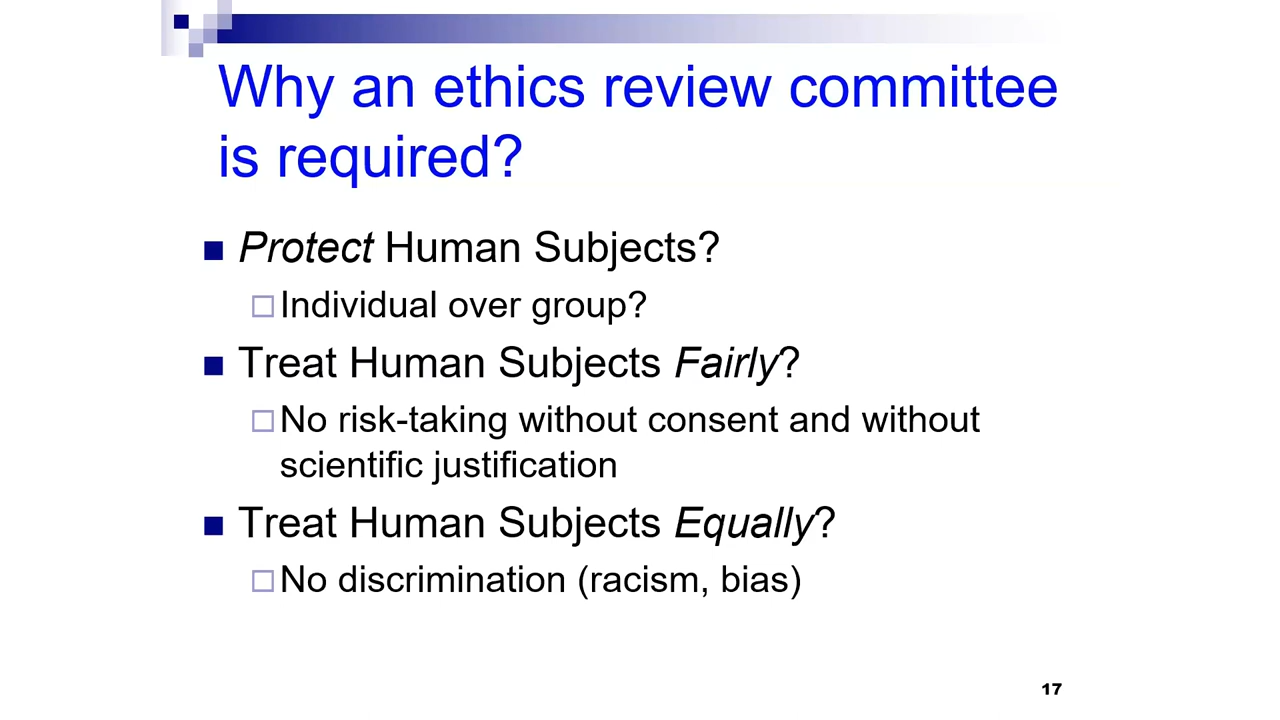 Why an ethics review committee
is required?
Protect Human Subjects?
Individual over group?
Treat Human Subjects Fairly?
No risk-taking without consent and without
scientific justification
Treat Human Subjects Equally?
No discrimination (racism, bias)
17